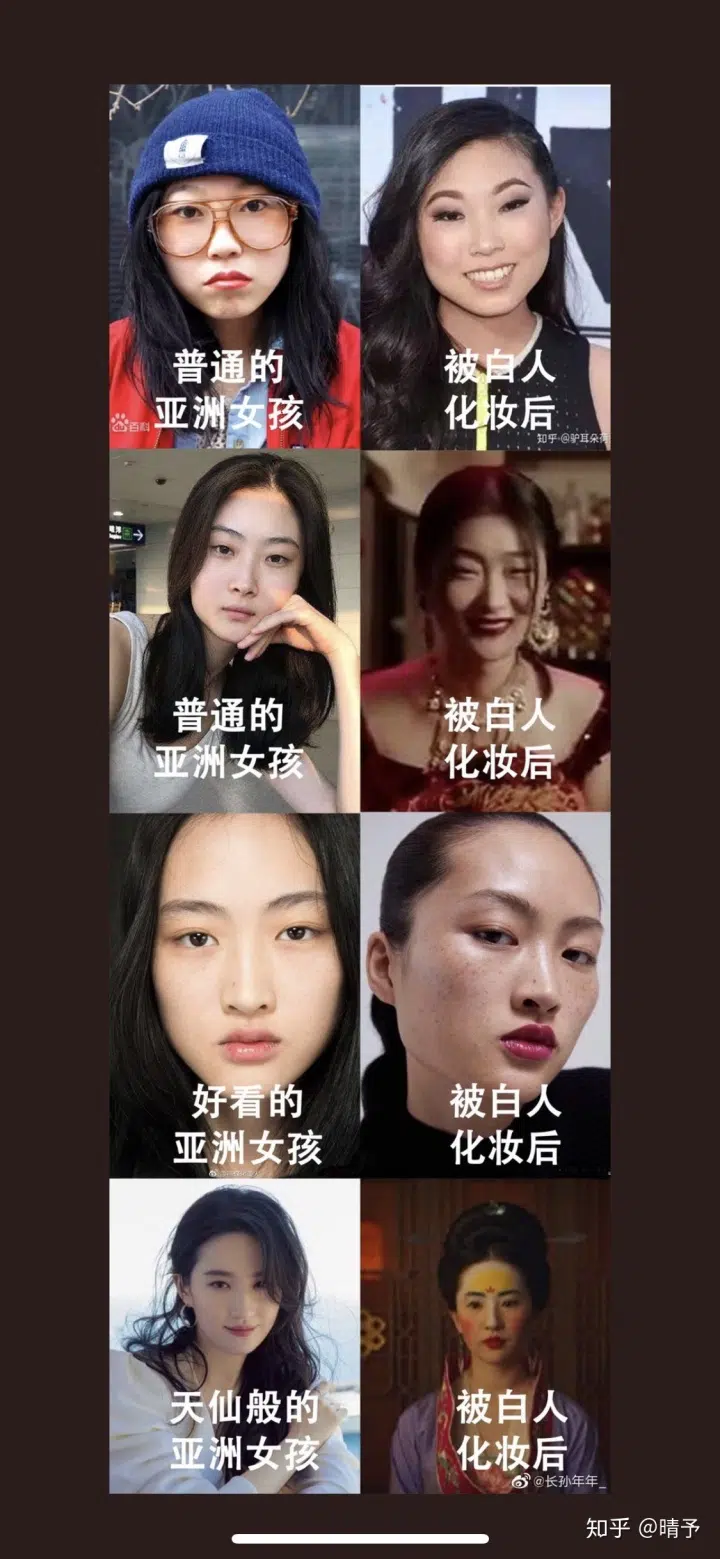 普通的
亚洲女孩
百科
被白人
化妆后
知乎 @驴耳朵
普通的
亚洲女孩
被白人
化妆后
好看的
亚洲女孩
被白人
化妆后
天仙般的
亚洲女孩
被白人
化妆后
@长孙年年_
知乎 @晴予